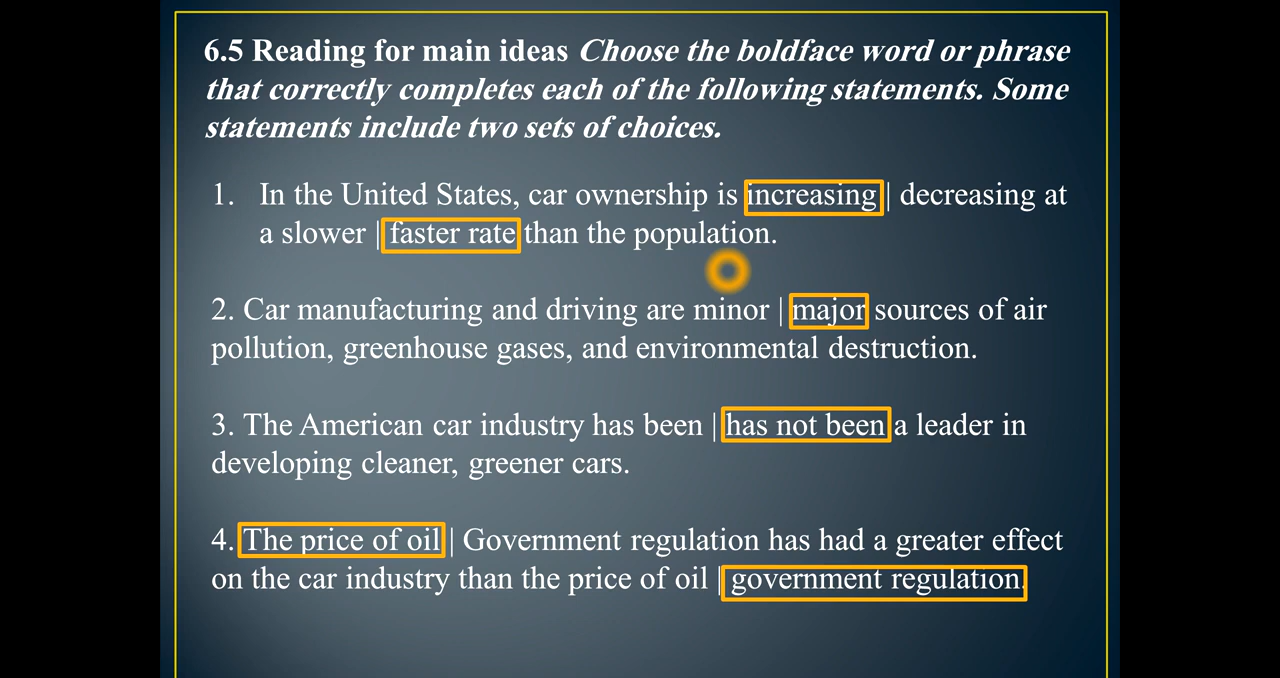 6.5 Reading for main ideas Choose the boldface word or phrase
that correctly completes each of the following statements. Some
statements include two sets of choices.
1. In the United States, car ownership is increasing | decreasing at
a slower | faster rate than the population.
2. Car manufacturing and driving are minor | major sources of air
pollution, greenhouse gases, and environmental destruction.
3. The American car industry has been | has not been a leader in
developing cleaner, greener cars.
4. The price of oil | Government regulation has had a greater effect
on the car industry than the price of oil | government regulation.